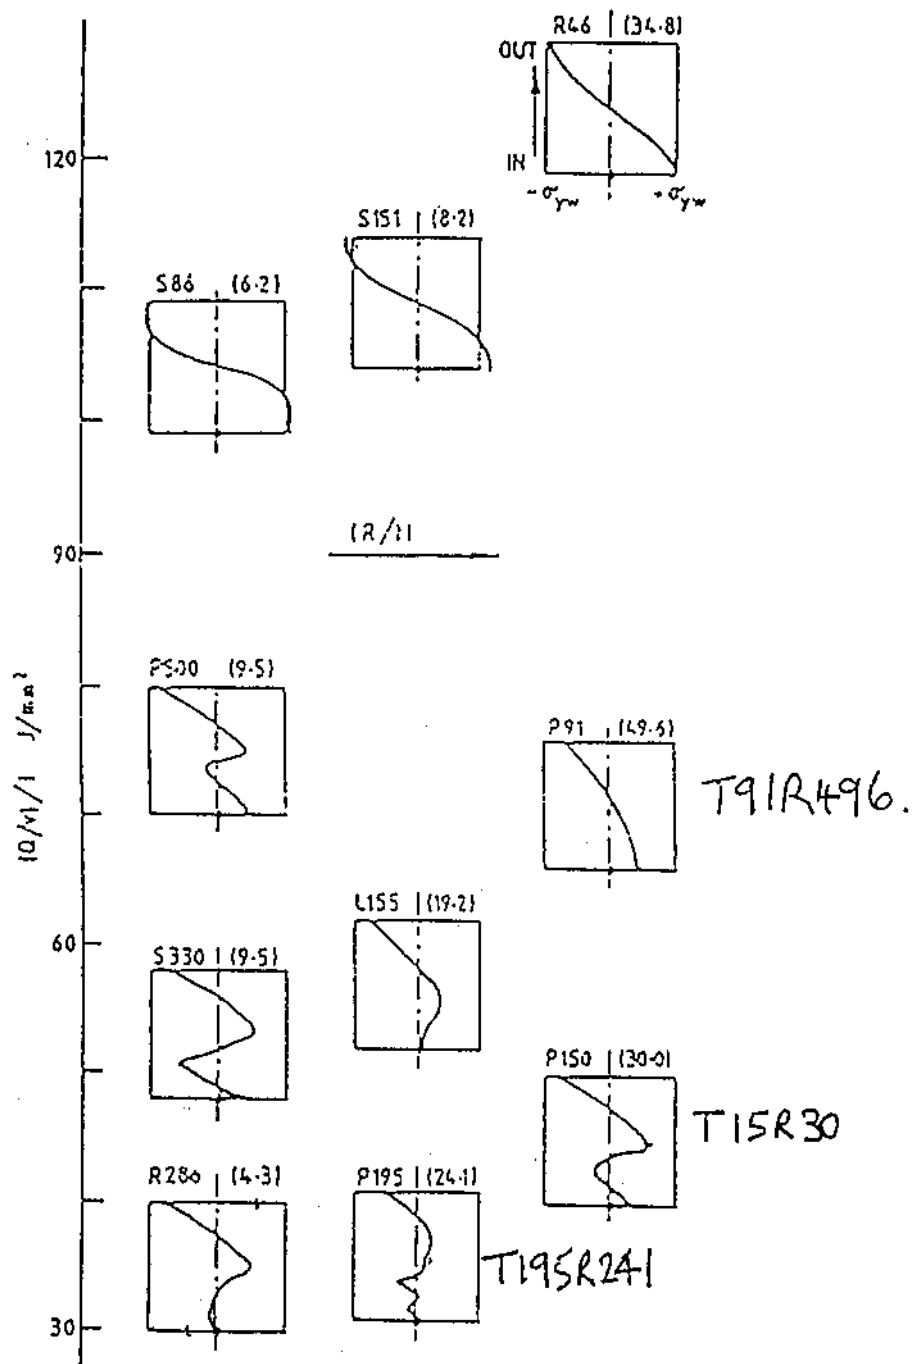 R46 (34·8)
OUT
IN
-σyw +σyw
120
S151 (8·2)
S86 (6·2)
(R/t)
90
(9·5)
P91 (49·6)
T91R496.
(Q/v)/t J/mm²
L155 (19·2)
60
S330 (9·5)
P150 (30·0)
T15R30
R286 (4·3)
P195 (24·1)
T195R241
30